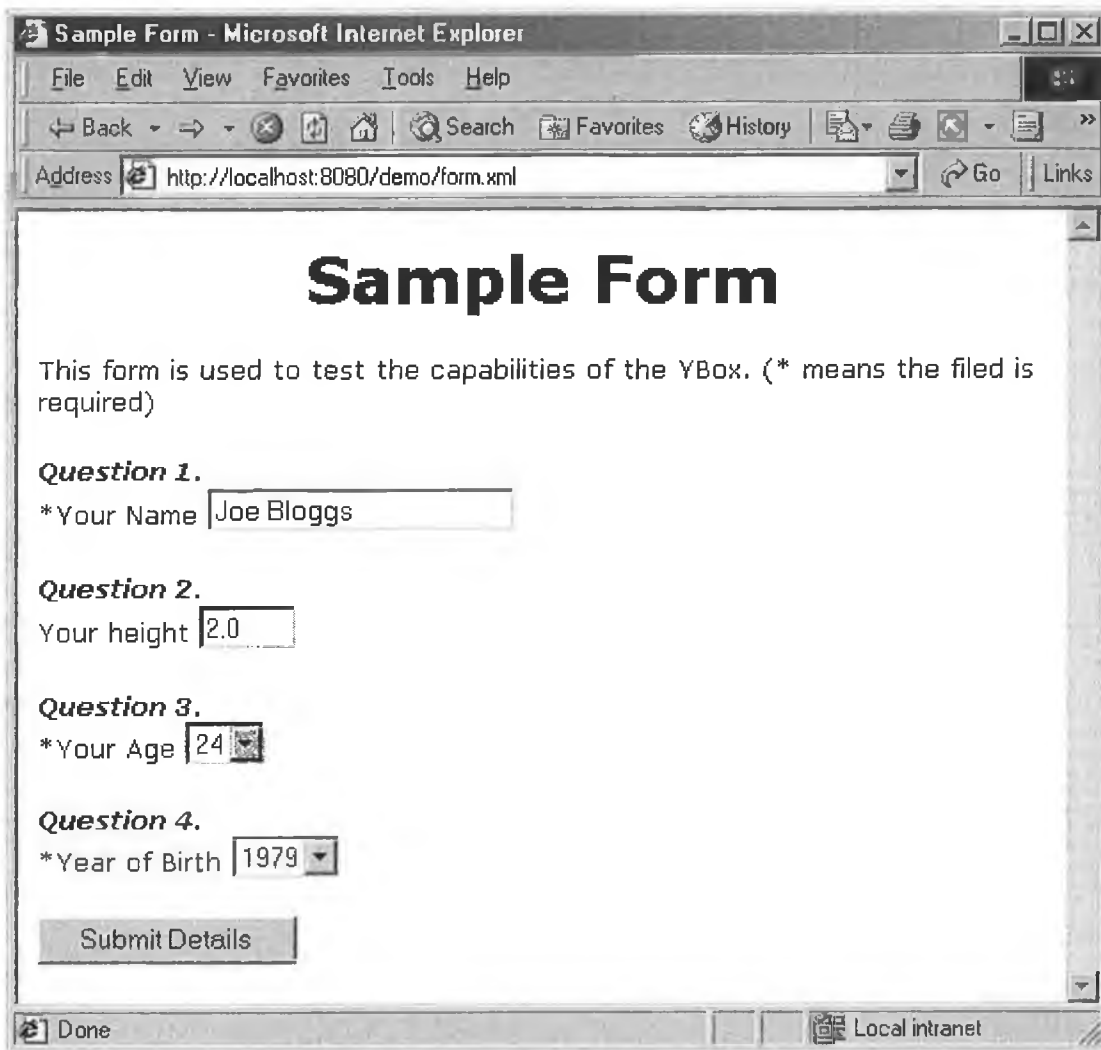 Sample Form - Microsoft Internet Explorer
File Edit View Favorites Tools Help
Back Search Favorites History »
Address http://localhost:8080/demo/form.xml Go Links
Sample Form
This form is used to test the capabilities of the YBox. (* means the filed is
required)
Question 1.
*Your Name Joe Bloggs
Question 2.
Your height 2.0
Question 3.
*Your Age 24
Question 4.
*Year of Birth 1979
Submit Details
Done Local intranet